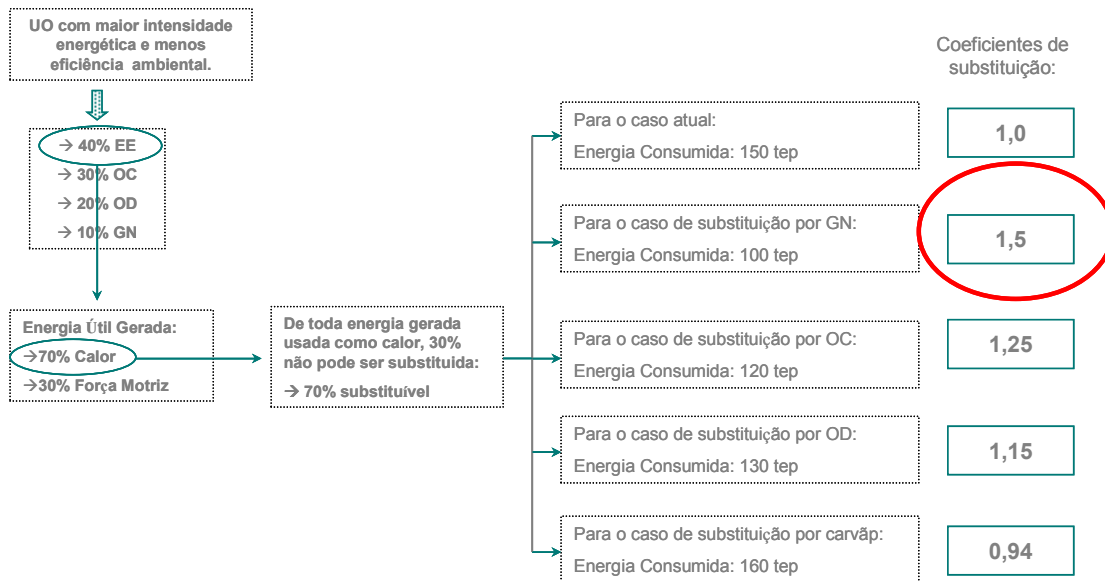 UO com maior intensidade
energética e menos
eficiência ambiental.
→ 40% EE
→ 30% OC
→ 20% OD
→ 10% GN
Energia Útil Gerada:
→70% Calor
→30% Força Motriz
De toda energia gerada
usada como calor, 30%
não pode ser substituida:
→ 70% substituível
Coeficientes de
substituição:
Para o caso atual:
Energia Consumida: 150 tep
1,0
Para o caso de substituição por GN:
Energia Consumida: 100 tep
1,5
Para o caso de substituição por OC:
Energia Consumida: 120 tep
1,25
Para o caso de substituição por OD:
Energia Consumida: 130 tep
1,15
Para o caso de substituição por carvãp:
Energia Consumida: 160 tep
0,94